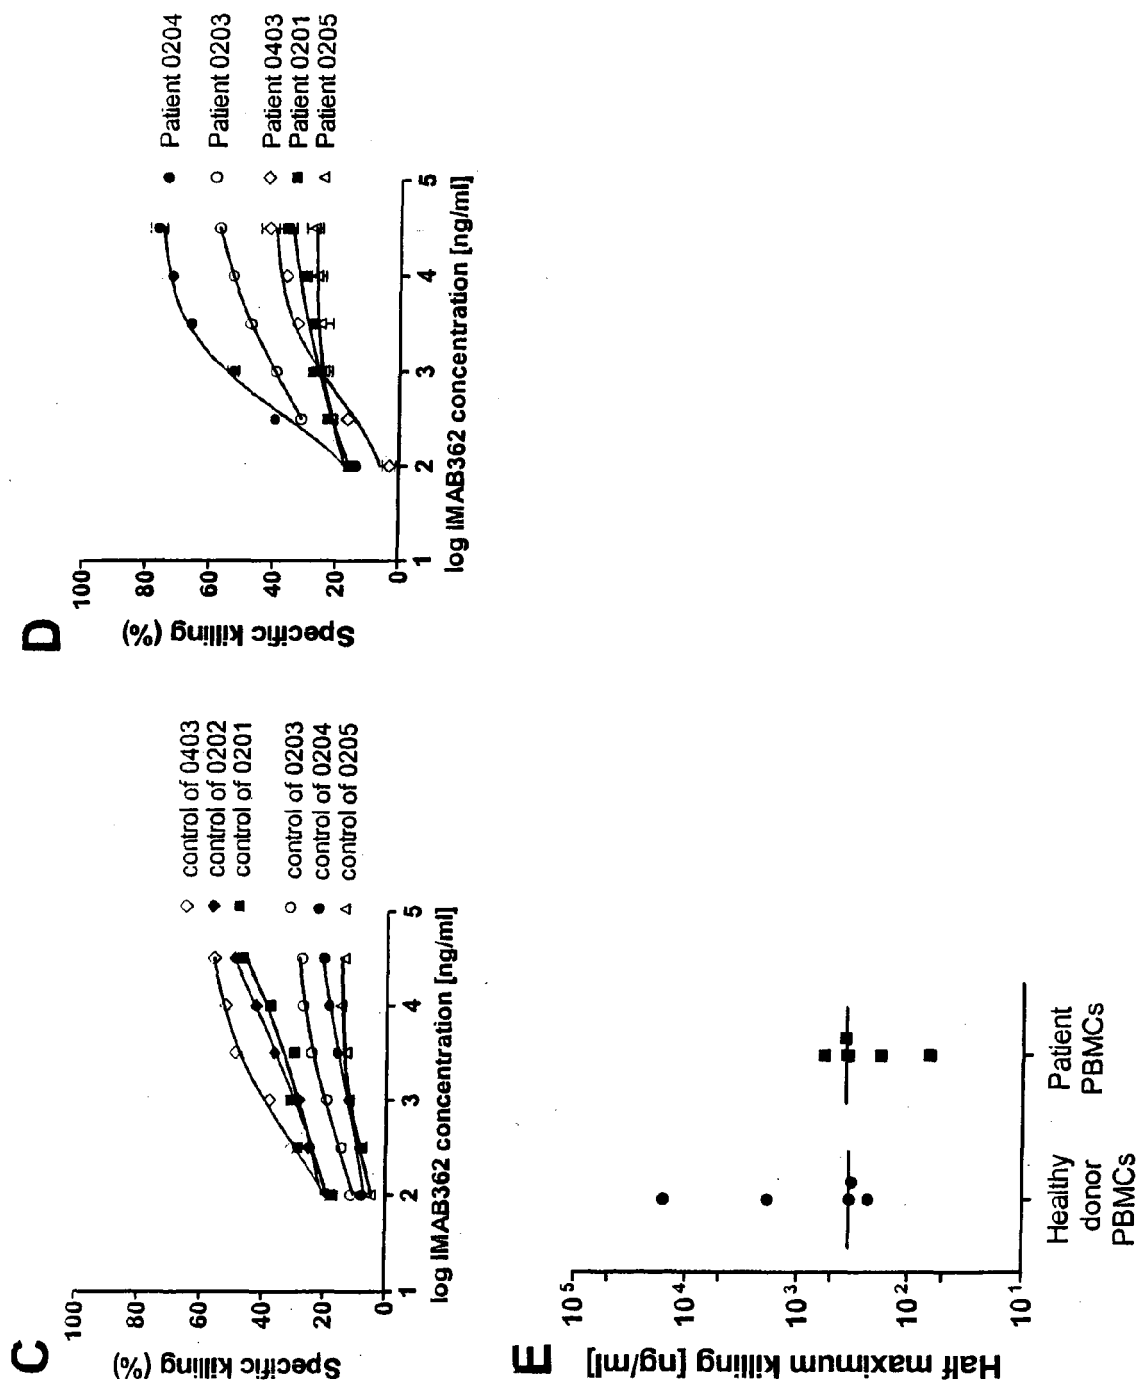 C
Specific killing (%)
100
80
60
40
20
0
1
2
3
4
5
log IMAB362 concentration [ng/ml]
control of 0403
control of 0202
control of 0201
control of 0203
control of 0204
control of 0205
D
Specific killing (%)
100
80
60
40
20
0
1
2
3
4
5
log IMAB362 concentration [ng/ml]
Patient 0204
Patient 0203
Patient 0403
Patient 0201
Patient 0205
E
Half maximum killing [ng/ml]
10⁵
10⁴
10³
10²
10¹
Healthy
donor
PBMCs
Patient
PBMCs